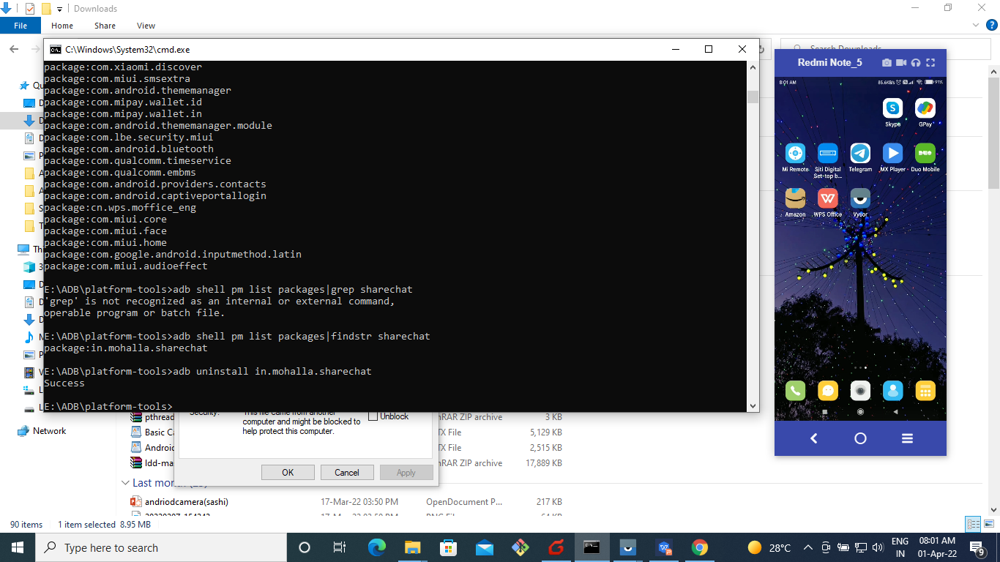 Downloads
File
Home
Share
View
Search Downloads
C:\Windows\System32\cmd.exe
package:com.xiaomi.discover
package:com.miui.smsextra
package:com.android.thememanager
package:com.mipay.wallet.id
package:com.mipay.wallet.in
package:com.android.thememanager.module
package:com.lbe.security.miui
package:com.android.bluetooth
package:com.qualcomm.timeservice
package:com.qualcomm.embms
package:com.android.providers.contacts
package:com.android.captiveportallogin
package:cn.wps.moffice_eng
package:com.miui.core
package:com.miui.face
package:com.miui.home
package:com.google.android.inputmethod.latin
package:com.miui.audioeffect
E:\ADB\platform-tools>adb shell pm list packages|grep sharechat
'grep' is not recognized as an internal or external command,
operable program or batch file.
E:\ADB\platform-tools>adb shell pm list packages|findstr sharechat
package:in.mohalla.sharechat
E:\ADB\platform-tools>adb uninstall in.mohalla.sharechat
Success
E:\ADB\platform-tools>
Redmi Note_5
8:01 AM
85.6KB/s
91%
Skype
GPay
Mi Remote
Siti Digital Set-top b...
Telegram
MX Player
Duo Mobile
Amazon
WPS Office
Vysor
Network
Security:
This file came from another
computer and might be blocked to
help protect this computer.
Unblock
OK
Cancel
Apply
pthread
ZIP archive
3 KB
Basic Ca
File
5,129 KB
Android
File
2,515 KB
ldd-ma
ZIP archive
17,889 KB
Last month
andriodcamera(sashi)
17-Mar-22 03:50 PM
OpenDocument P...
217 KB
90 items
1 item selected 8.95 MB
Type here to search
28°C
ENG
IN
08:01 AM
01-Apr-22
9